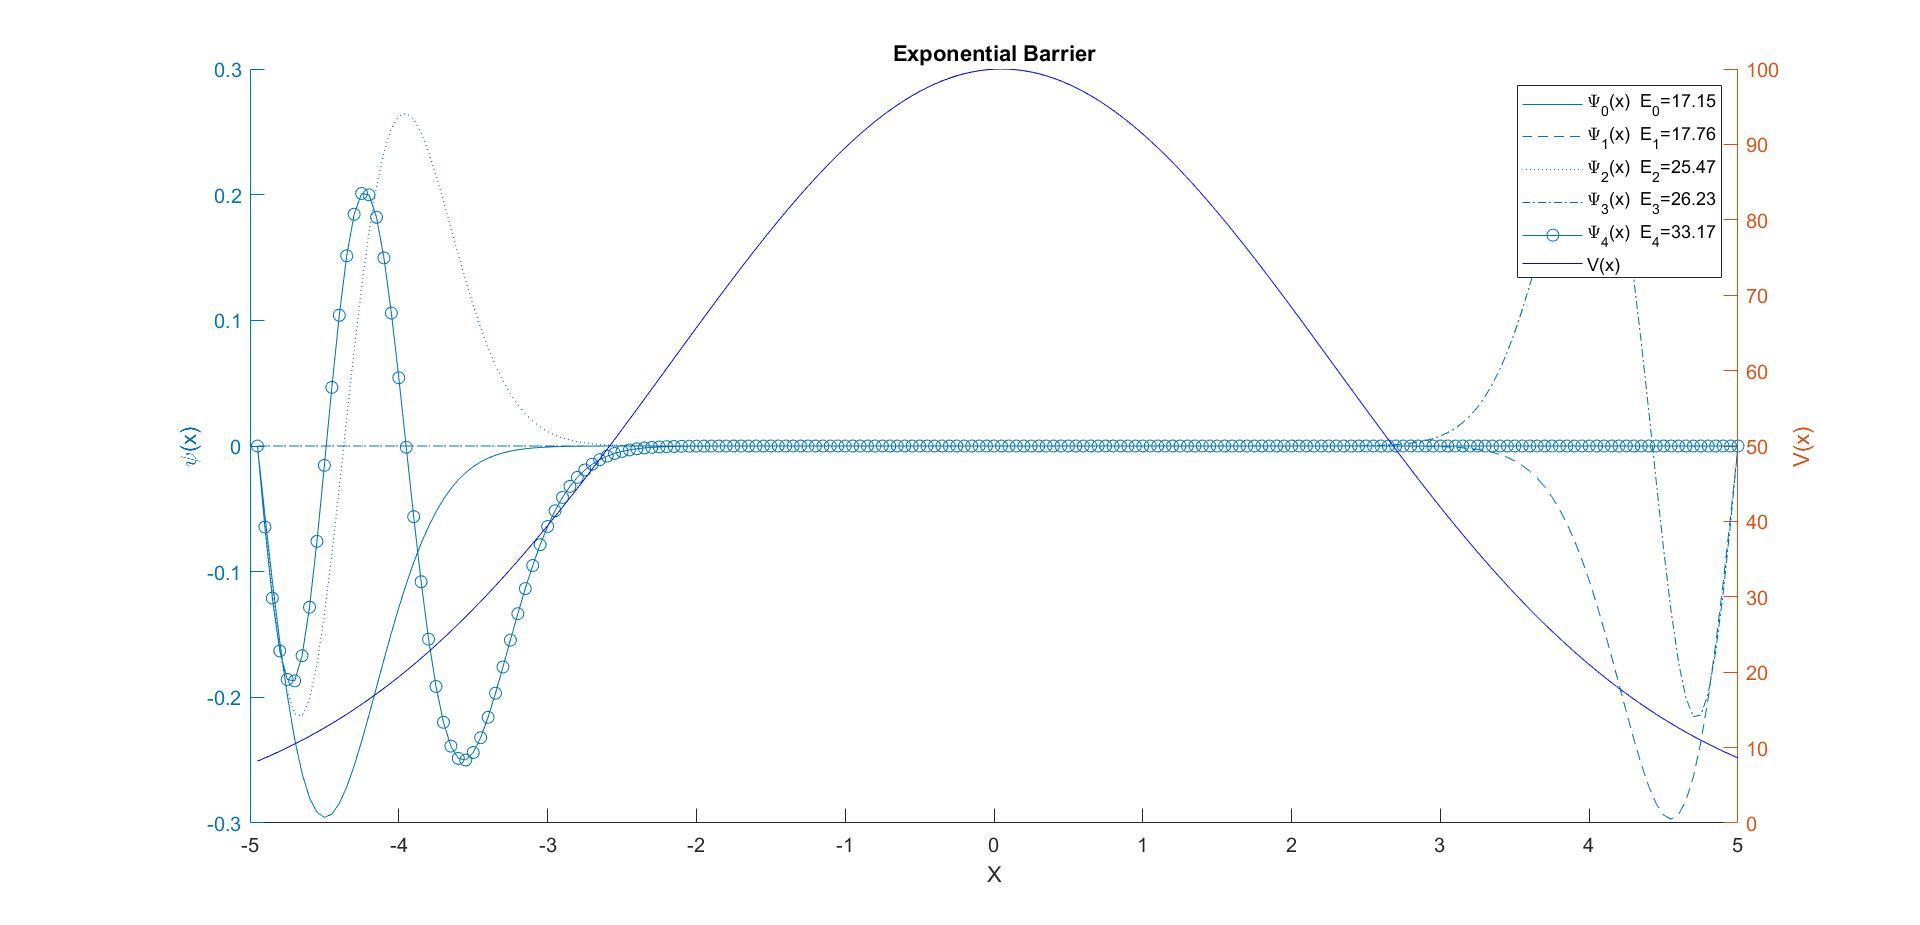 Exponential Barrier
0.3
0.2
0.1
0
-0.1
-0.2
-0.3
ψ(x)
100
90
80
70
60
50
40
30
20
10
0
V(x)
Ψ0(x) E0=17.15
Ψ1(x) E1=17.76
Ψ2(x) E2=25.47
Ψ3(x) E3=26.23
Ψ4(x) E4=33.17
V(x)
-5 -4 -3 -2 -1 0 1 2 3 4 5
X